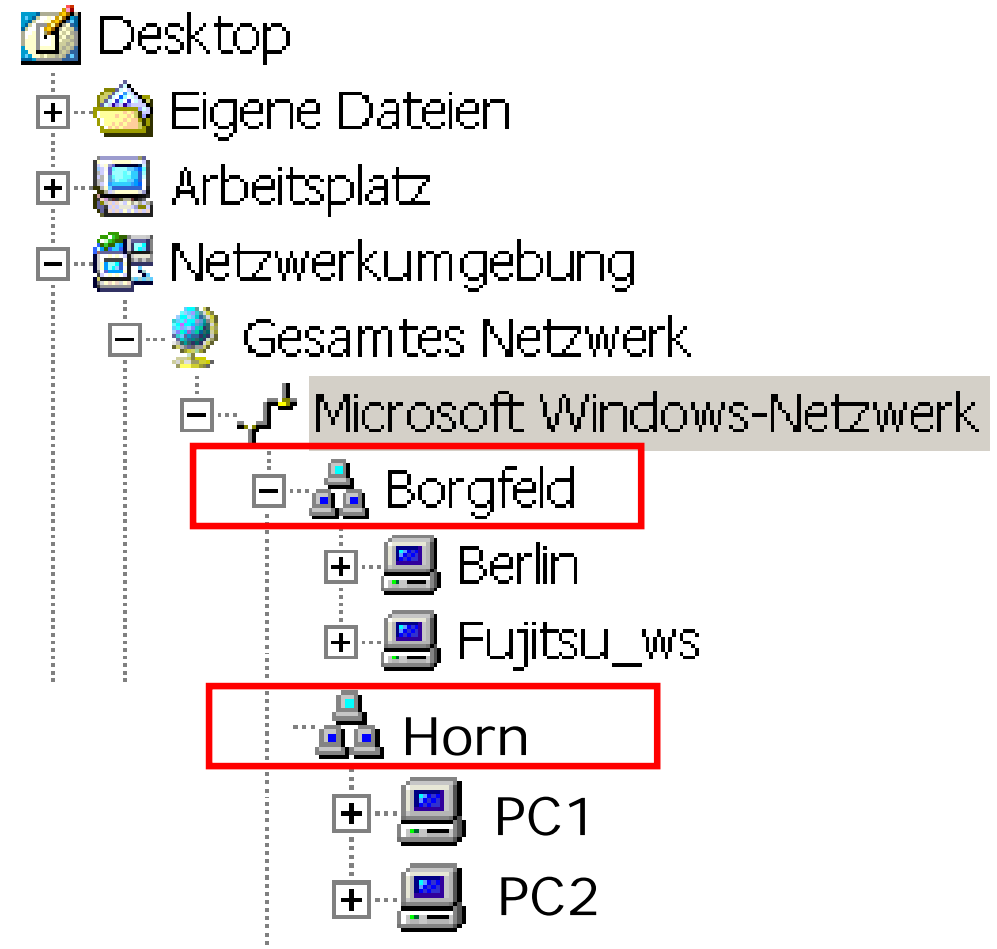 Desktop
Eigene Dateien
Arbeitsplatz
Netzwerkumgebung
Gesamtes Netzwerk
Microsoft Windows-Netzwerk
Borgfeld
Berlin
Fujitsu_ws
Horn
PC1
PC2